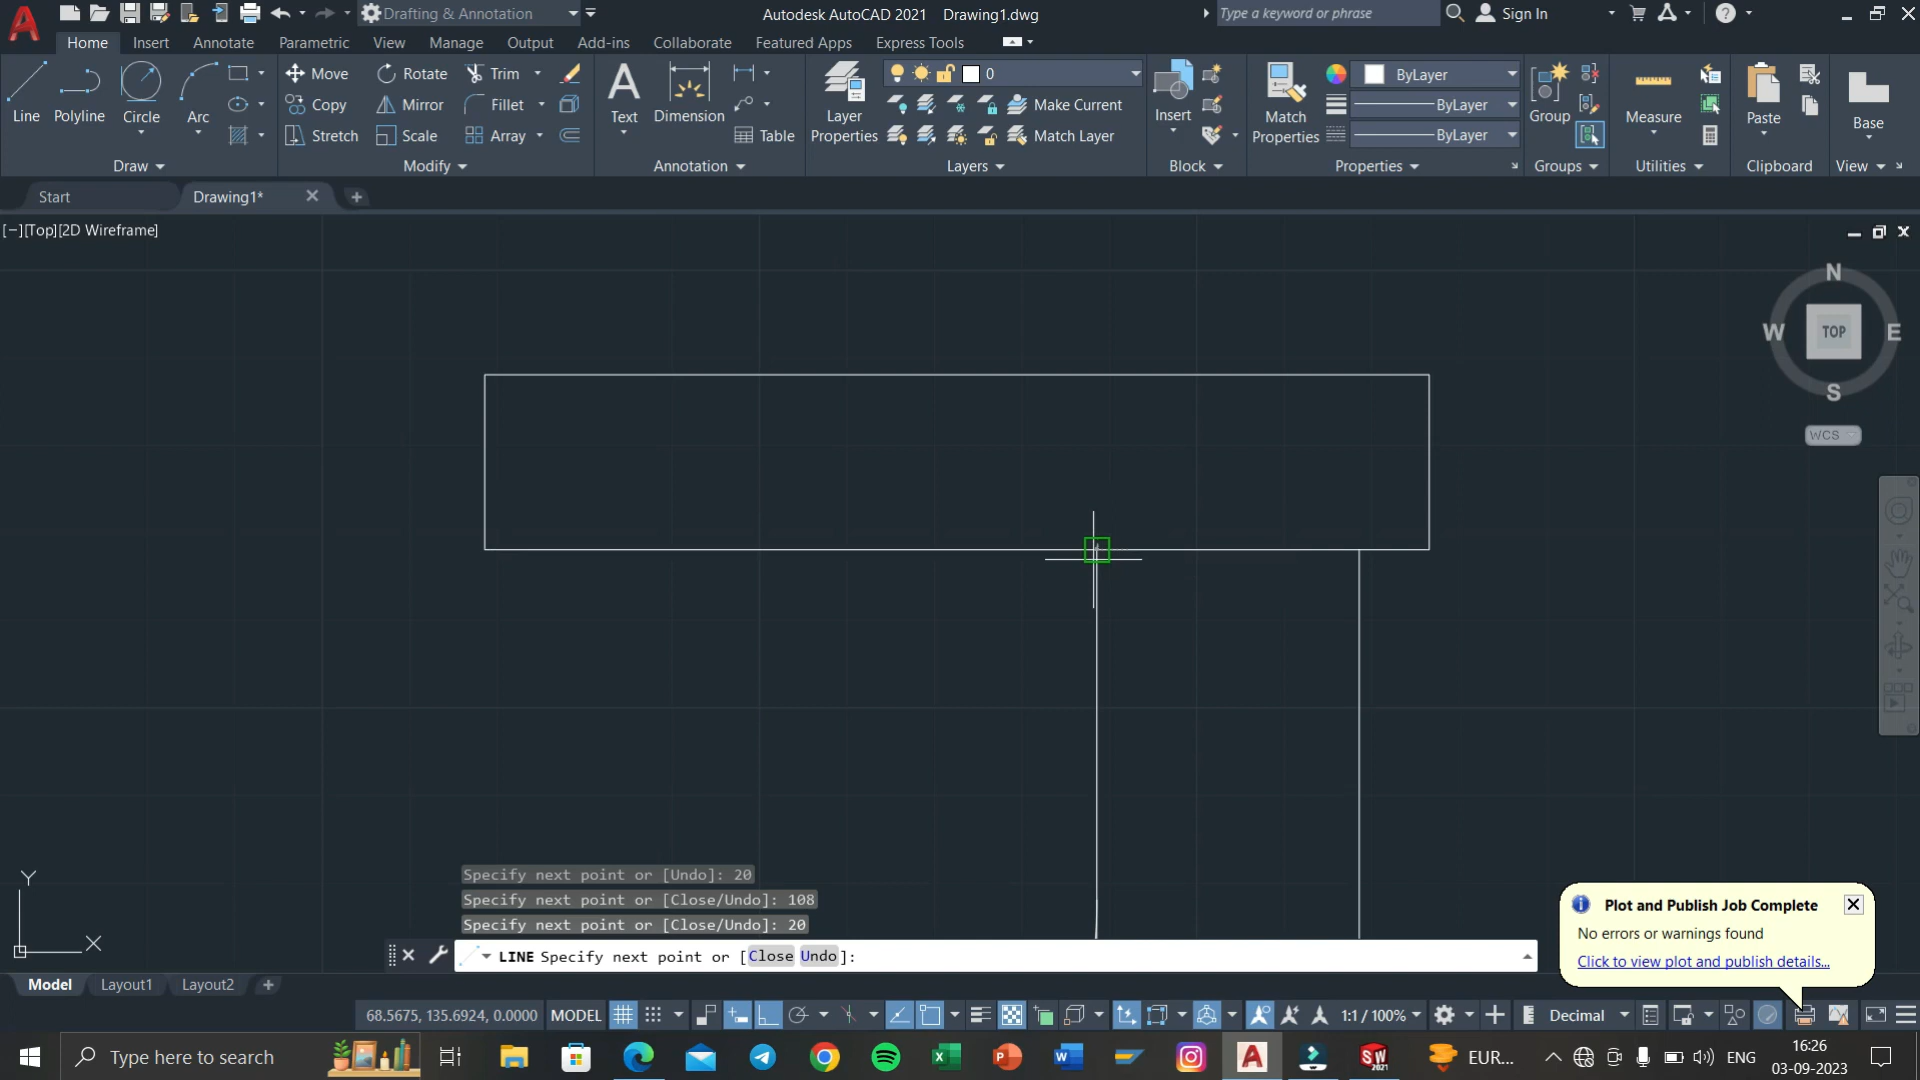 Drafting & Annotation
Autodesk AutoCAD 2021 Drawing1.dwg
Type a keyword or phrase
Sign In
Home Insert Annotate Parametric View Manage Output Add-ins Collaborate Featured Apps Express Tools
Line Polyline Circle Arc
Move Rotate Trim
Copy Mirror Fillet
Stretch Scale Array
Text Dimension Table
Layer Properties
0
Make Current
Match Layer
Insert
Match Properties
ByLayer
ByLayer
ByLayer
Group
Measure
Paste
Base
Draw Modify Annotation Layers Block Properties Groups Utilities Clipboard View
Start Drawing1*
[−][Top][2D Wireframe]
N
W TOP E
S
WCS
Y
X
Specify next point or [Undo]: 20
Specify next point or [Close/Undo]: 108
Specify next point or [Close/Undo]: 20
LINE Specify next point or [Close Undo]:
Plot and Publish Job Complete
No errors or warnings found
Click to view plot and publish details...
Model Layout1 Layout2
68.5675, 135.6924, 0.0000 MODEL 1:1 / 100% Decimal
Type here to search
EUR...
ENG
16:26
03-09-2023